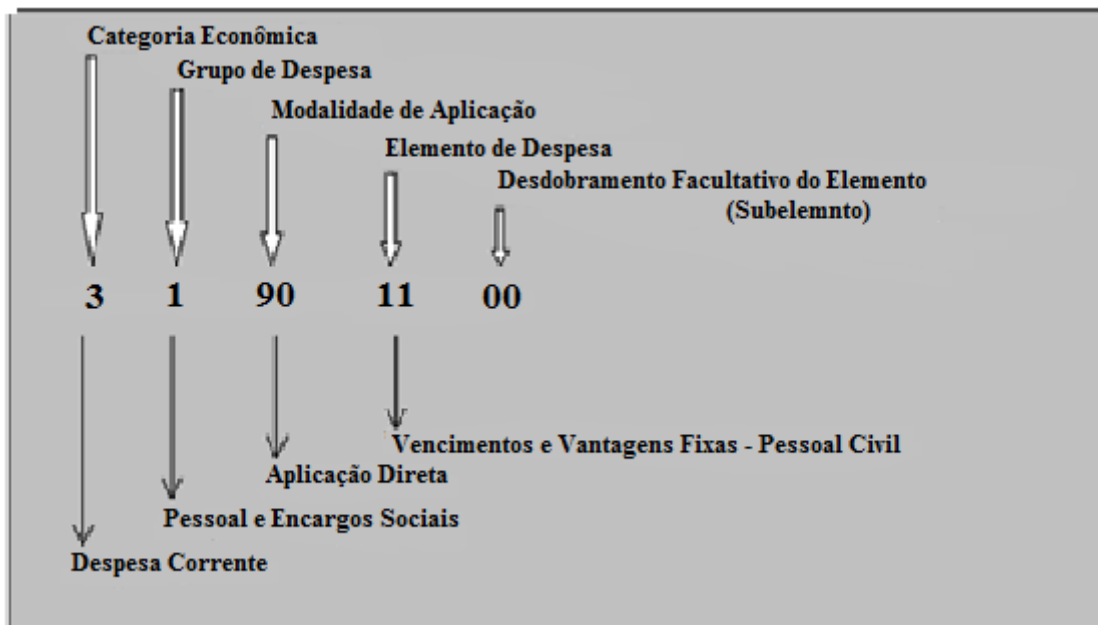 Categoria Econômica
Grupo de Despesa
Modalidade de Aplicação
Elemento de Despesa
Desdobramento Facultativo do Elemento
(Subelemnto)
3 1 90 11 00
Vencimentos e Vantagens Fixas - Pessoal Civil
Aplicação Direta
Pessoal e Encargos Sociais
Despesa Corrente